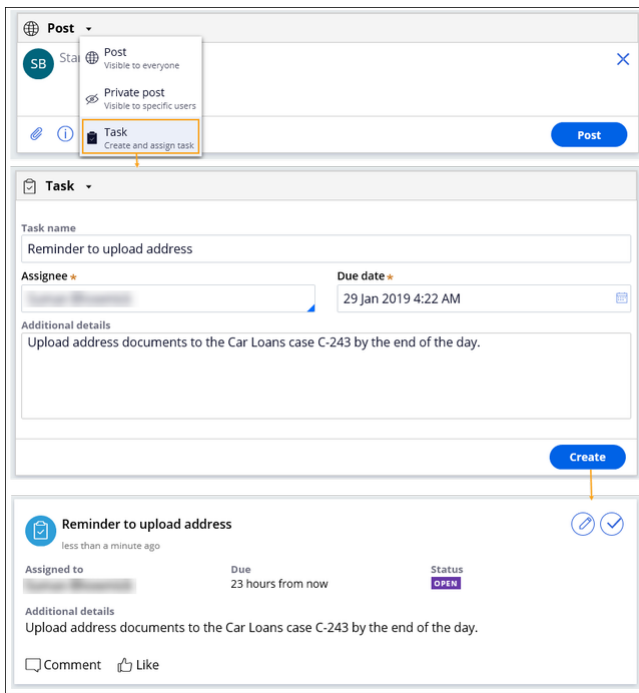 Post
SB
Sta
Post
Visible to everyone
Private post
Visible to specific users
Task
Create and assign task
Post
Task
Task name
Reminder to upload address
Assignee * Due date *
29 Jan 2019 4:22 AM
Additional details
Upload address documents to the Car Loans case C-243 by the end of the day.
Create
Reminder to upload address
less than a minute ago
Assigned to Due Status
23 hours from now OPEN
Additional details
Upload address documents to the Car Loans case C-243 by the end of the day.
Comment Like